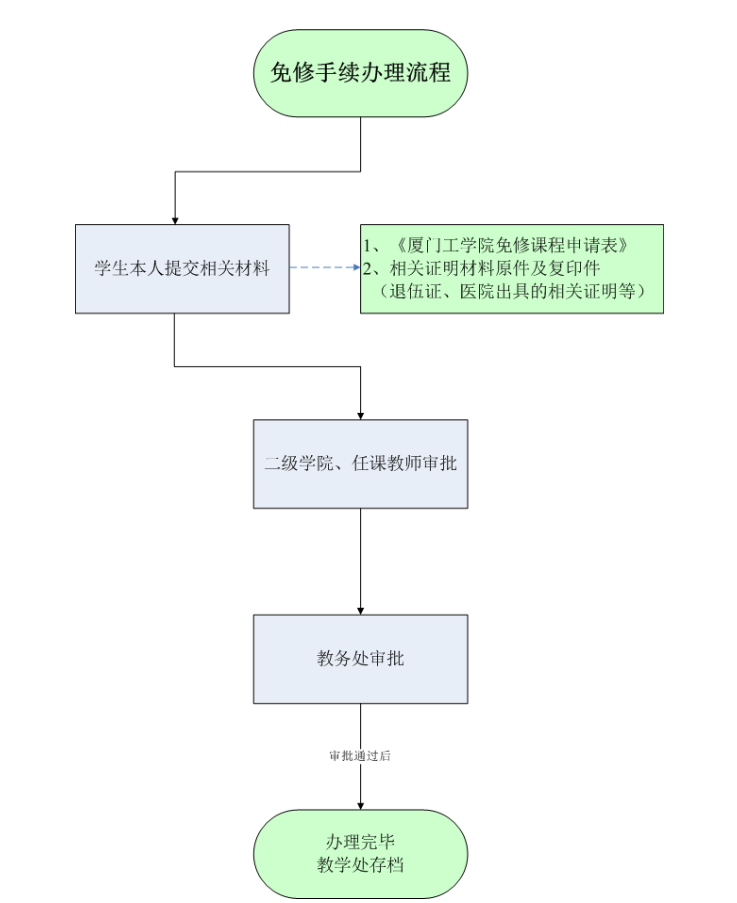 免修手续办理流程
学生本人提交相关材料
1、《厦门工学院免修课程申请表》
2、相关证明材料原件及复印件
（退伍证、医院出具的相关证明等）
二级学院、任课教师审批
教务处审批
审批通过后
办理完毕
教学处存档